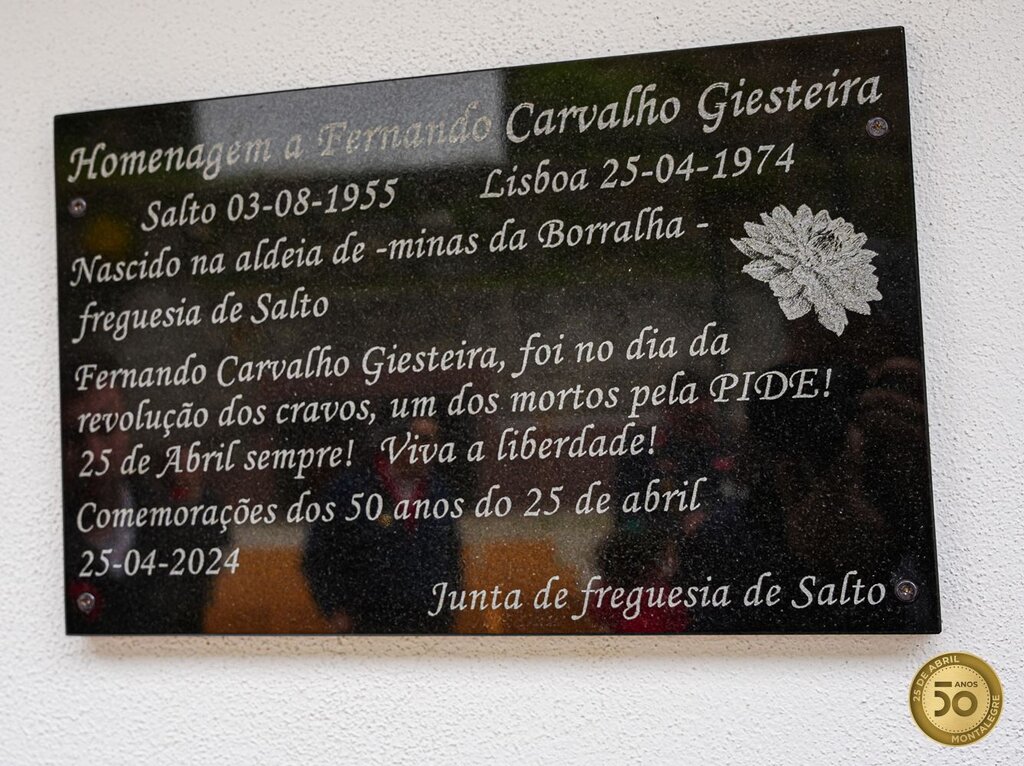 Homenagem a Fernando Carvalho Giesteira
Salto 03-08-1955 Lisboa 25-04-1974
Nascido na aldeia de -minas da Borralha -
freguesia de Salto
Fernando Carvalho Giesteira, foi no dia da
revolução dos cravos, um dos mortos pela PIDE!
25 de Abril sempre! Viva a liberdade!
Comemorações dos 50 anos do 25 de abril
25-04-2024
Junta de freguesia de Salto
25 DE ABRIL
50 ANOS
MONTALEGRE